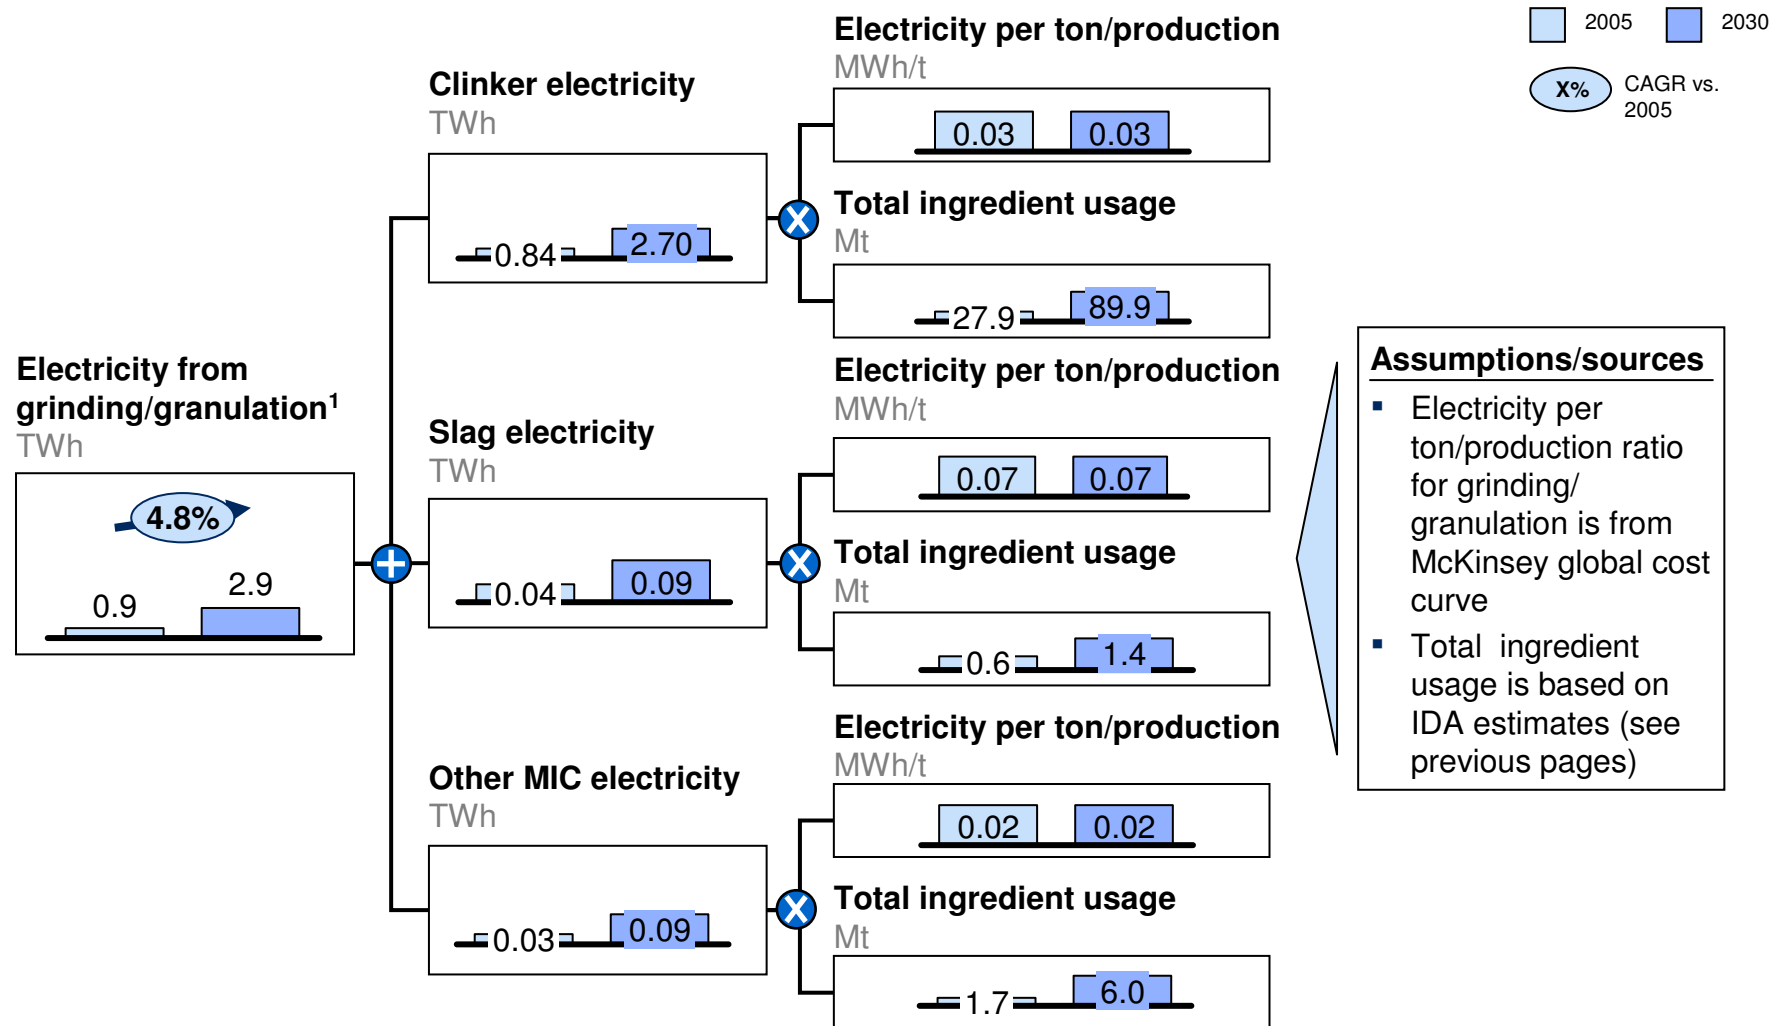 2005
2030
X%
CAGR vs.
2005
Electricity from
grinding/granulation1
TWh
4.8%
0.9
2.9
+
Clinker electricity
TWh
0.84
2.70
X
Electricity per ton/production
MWh/t
0.03
0.03
Total ingredient usage
Mt
27.9
89.9
Slag electricity
TWh
0.04
0.09
X
Electricity per ton/production
MWh/t
0.07
0.07
Total ingredient usage
Mt
0.6
1.4
Other MIC electricity
TWh
0.03
0.09
X
Electricity per ton/production
MWh/t
0.02
0.02
Total ingredient usage
Mt
1.7
6.0
Assumptions/sources
▪ Electricity per
ton/production ratio
for grinding/
granulation is from
McKinsey global cost
curve
▪ Total ingredient
usage is based on
IDA estimates (see
previous pages)